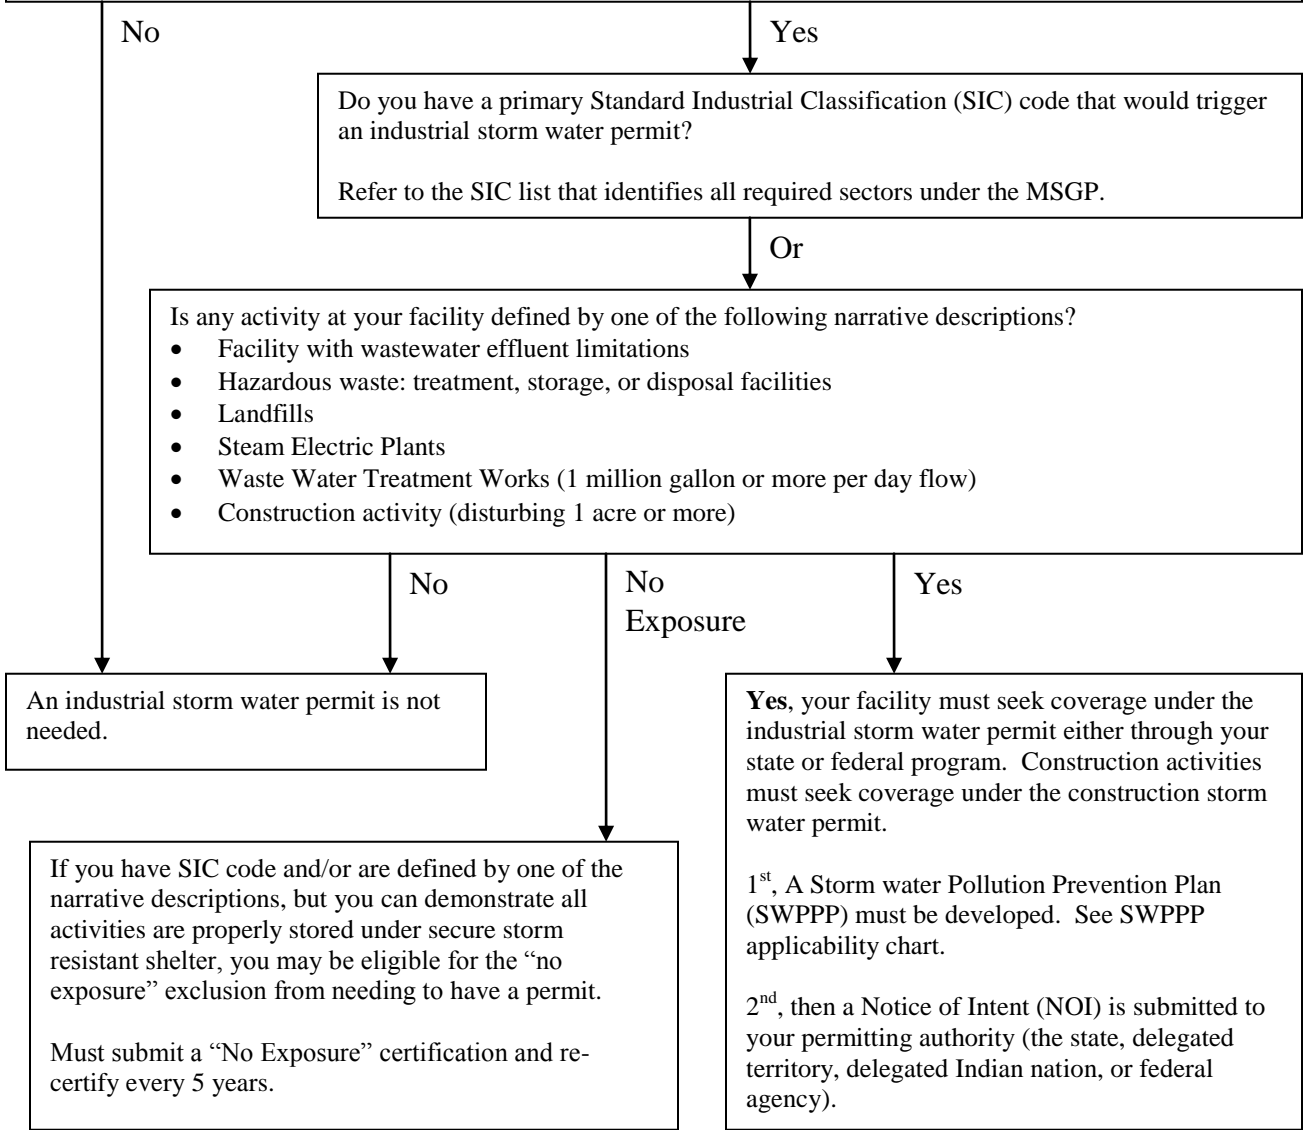 No
Yes
Do you have a primary Standard Industrial Classification (SIC) code that would trigger
an industrial storm water permit?
Refer to the SIC list that identifies all required sectors under the MSGP.
Or
Is any activity at your facility defined by one of the following narrative descriptions?
• Facility with wastewater effluent limitations
• Hazardous waste: treatment, storage, or disposal facilities
• Landfills
• Steam Electric Plants
• Waste Water Treatment Works (1 million gallon or more per day flow)
• Construction activity (disturbing 1 acre or more)
No
No
Exposure
Yes
An industrial storm water permit is not
needed.
If you have SIC code and/or are defined by one of the
narrative descriptions, but you can demonstrate all
activities are properly stored under secure storm
resistant shelter, you may be eligible for the “no
exposure” exclusion from needing to have a permit.
Must submit a “No Exposure” certification and re-
certify every 5 years.
Yes, your facility must seek coverage under the
industrial storm water permit either through your
state or federal program.  Construction activities
must seek coverage under the construction storm
water permit.
1st, A Storm water Pollution Prevention Plan
(SWPPP) must be developed.  See SWPPP
applicability chart.
2nd, then a Notice of Intent (NOI) is submitted to
your permitting authority (the state, delegated
territory, delegated Indian nation, or federal
agency).